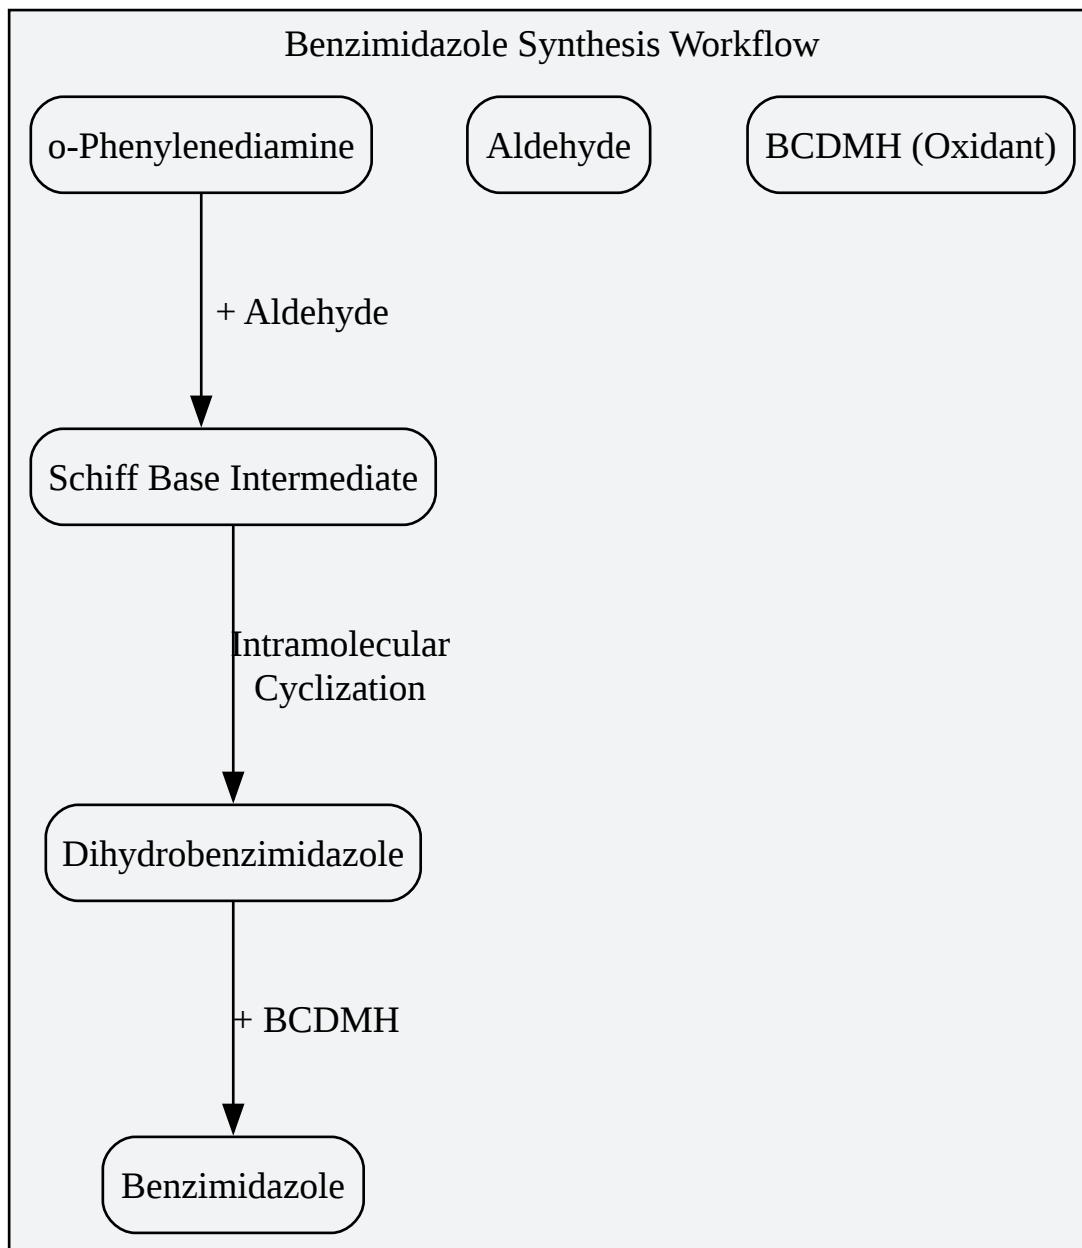 Benzimidazole Synthesis Workflow
o-Phenylenediamine
Aldehyde
BCDMH (Oxidant)
+ Aldehyde
Schiff Base Intermediate
Intramolecular
Cyclization
Dihydrobenzimidazole
+ BCDMH
Benzimidazole